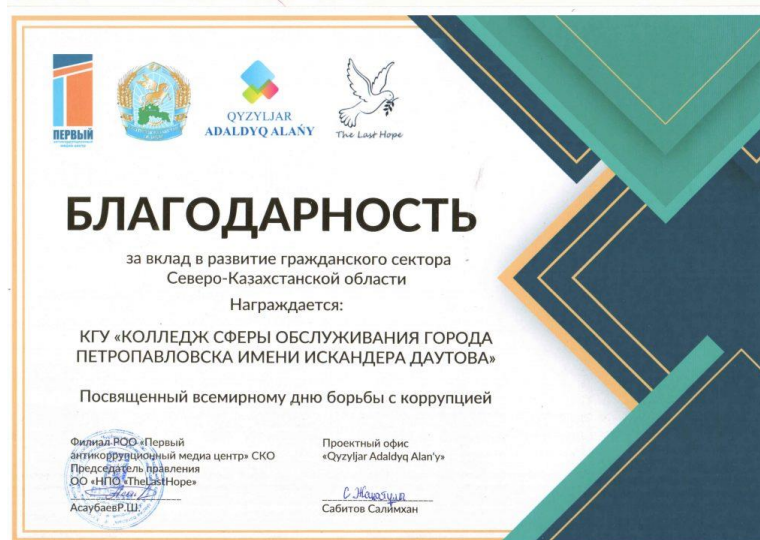 ПЕРВЫЙ
QYZYLJAR
ADALDYQ ALAŃY
The Last Hope
БЛАГОДАРНОСТЬ
за вклад в развитие гражданского сектора
Северо-Казахстанской области
Награждается:
КГУ «КОЛЛЕДЖ СФЕРЫ ОБСЛУЖИВАНИЯ ГОРОДА
ПЕТРОПАВЛОВСКА ИМЕНИ ИСКАНДЕРА ДАУТОВА»
Посвященный всемирному дню борьбы с коррупцией
Филиал РОО «Первый
антикоррупционный медиа центр» СКО
Председатель правления
ОО «НПО «TheLastHope»
АсаубаевР.Ш.
Проектный офис
«Qyzyljar Adaldyq Alan'y»
Сабитов Салимхан